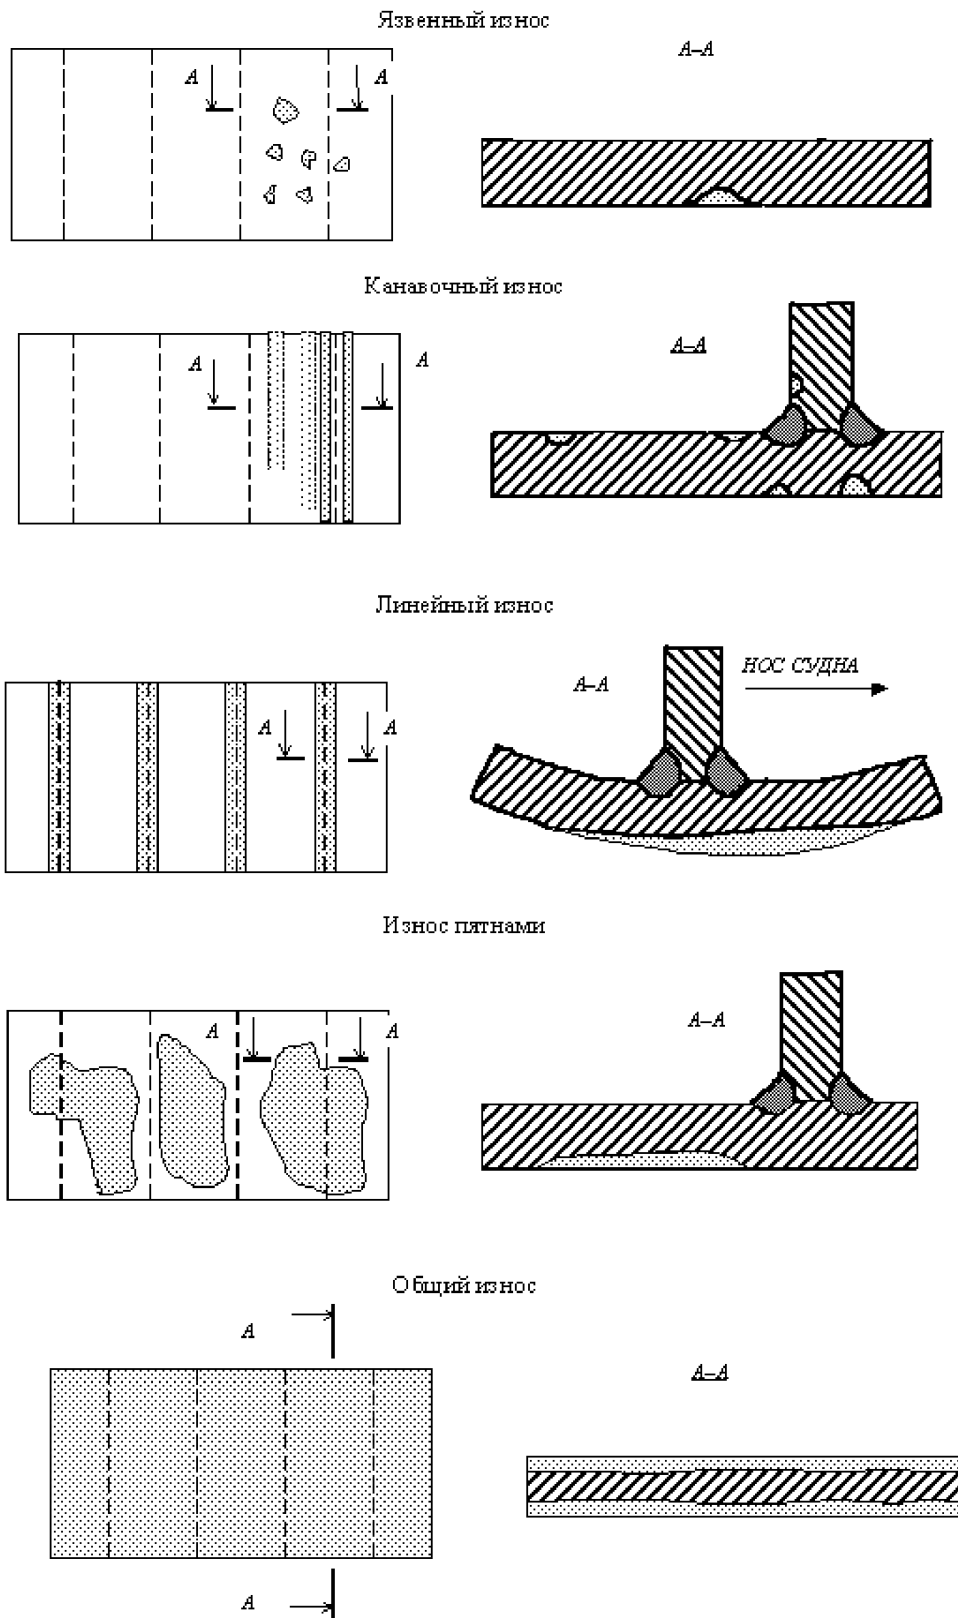 Язвенный износ
А–А
А
А
Канавочный износ
А–А
А
А
Линейный износ
НОС СУДНА
А–А
А
А
Износ пятнами
А–А
А
А
Общий износ
А
А–А
А